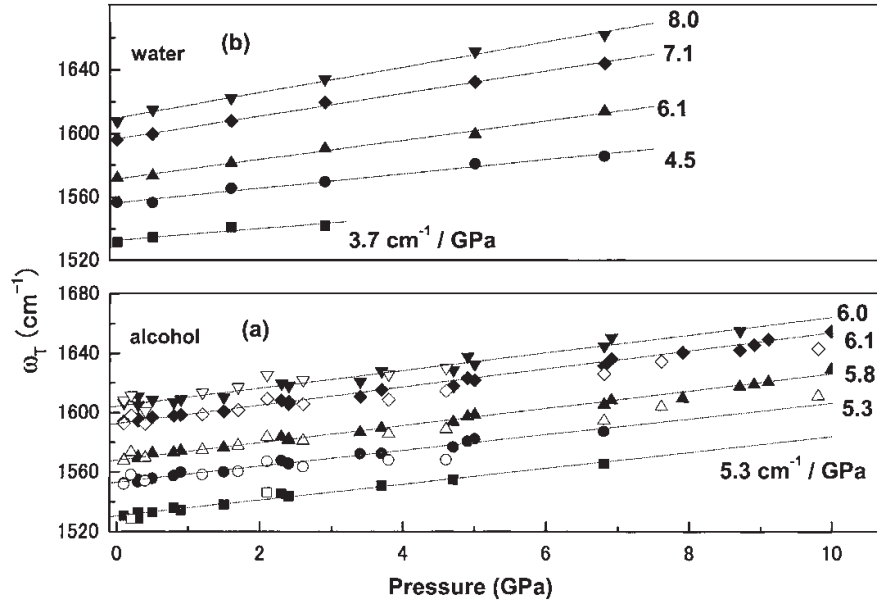 water (b) 8.0
1640 7.1
1600 6.1
1560 4.5
1520 3.7 cm⁻¹ / GPa
ω_T (cm⁻¹)
1680
alcohol (a) 6.0
1640 6.1
5.8
1600 5.3
1560 5.3 cm⁻¹ / GPa
1520
0 2 4 6 8 10
Pressure (GPa)